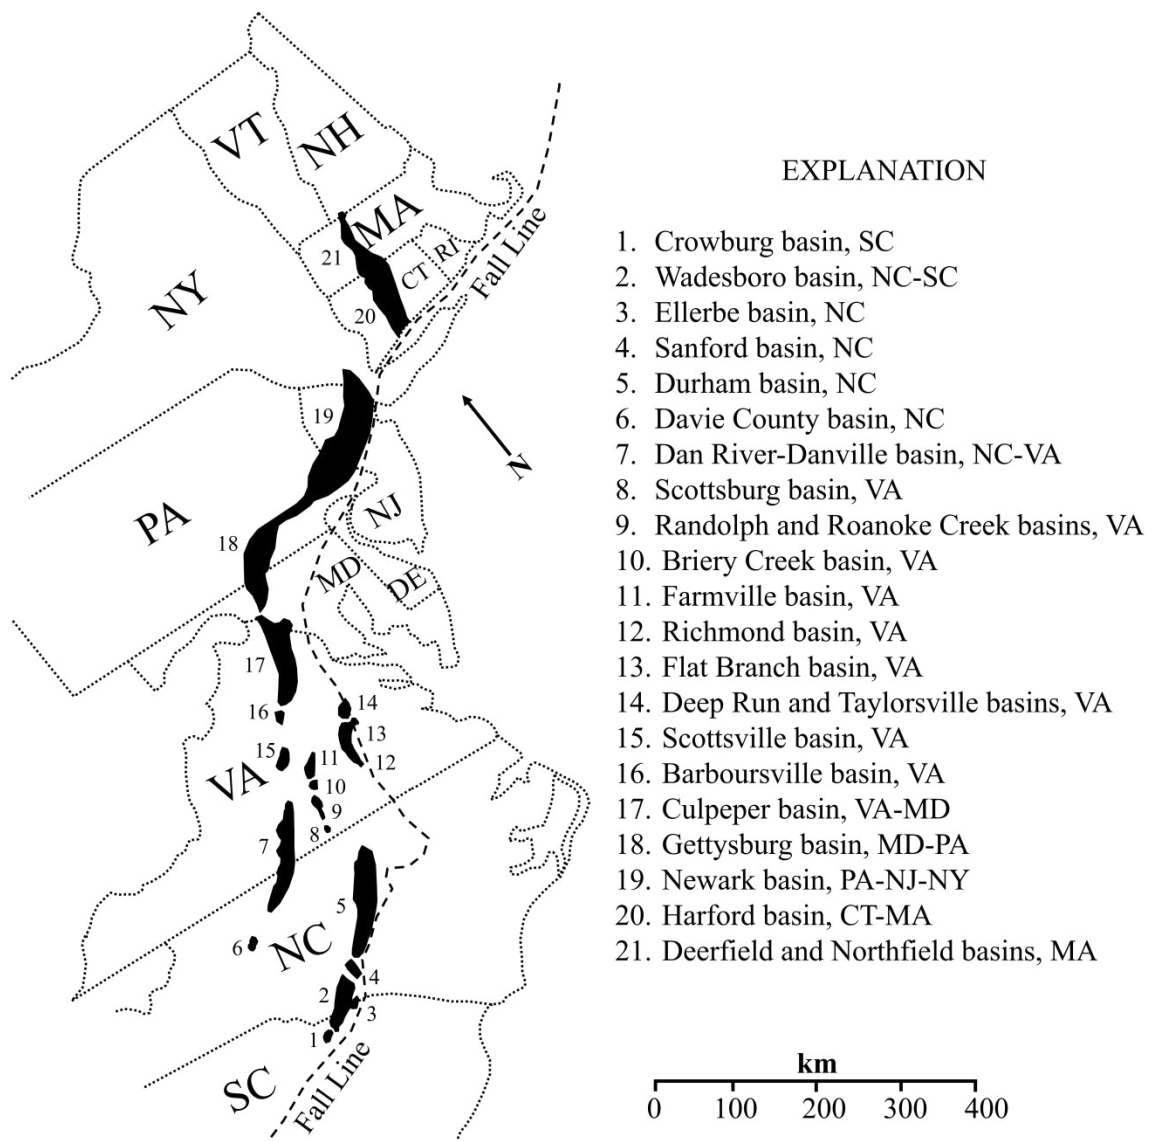 VT
NH
MA
21
CT
RI
Fall Line
NY
20
19
N
PA
NJ
18
MD
DE
17
16
14
13
15
VA
11
12
10
9
8
7
5
6
NC
4
2
3
1
SC
Fall Line
EXPLANATION
1. Crowburg basin, SC
2. Wadesboro basin, NC-SC
3. Ellerbe basin, NC
4. Sanford basin, NC
5. Durham basin, NC
6. Davie County basin, NC
7. Dan River-Danville basin, NC-VA
8. Scottsburg basin, VA
9. Randolph and Roanoke Creek basins, VA
10. Briery Creek basin, VA
11. Farmville basin, VA
12. Richmond basin, VA
13. Flat Branch basin, VA
14. Deep Run and Taylorsville basins, VA
15. Scottsville basin, VA
16. Barboursville basin, VA
17. Culpeper basin, VA-MD
18. Gettysburg basin, MD-PA
19. Newark basin, PA-NJ-NY
20. Harford basin, CT-MA
21. Deerfield and Northfield basins, MA
km
0 100 200 300 400